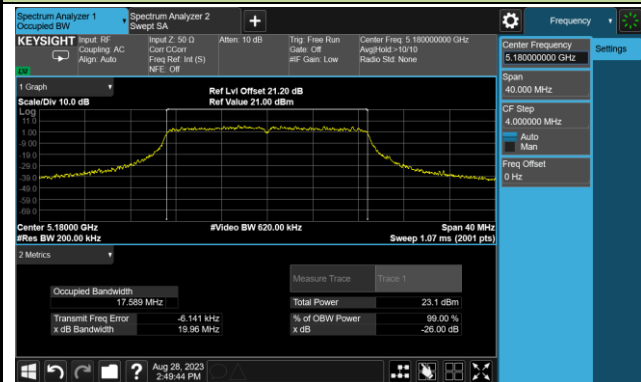 Spectrum Analyzer 1
Occupied BW
Spectrum Analyzer 2
Swept SA
Frequency
KEYSIGHT
Input: RF
Coupling: AC
Align: Auto
Input Z: 50 Ω
Corr CCorr
Freq Ref: Int (S)
NFE: Off
Atten: 10 dB
Trig: Free Run
Gate: Off
#IF Gain: Low
Center Freq: 5.180000000 GHz
Avg|Hold:>10/10
Radio Std: None
Center Frequency
5.180000000 GHz
Settings
Span
40.000 MHz
CF Step
4.000000 MHz
Auto
Man
Freq Offset
0 Hz
1 Graph
Scale/Div 10.0 dB
Ref Lvl Offset 21.20 dB
Ref Value 21.00 dBm
Log
11.0
1.00
-9.00
-19.0
-29.0
-39.0
-49.0
-59.0
-69.0
Center 5.18000 GHz
#Res BW 200.00 kHz
#Video BW 620.00 kHz
Span 40 MHz
Sweep 1.07 ms (2001 pts)
2 Metrics
Measure Trace
Trace 1
Occupied Bandwidth
17.589 MHz
Total Power
23.1 dBm
Transmit Freq Error
-6.141 kHz
% of OBW Power
99.00 %
x dB Bandwidth
19.96 MHz
x dB
-26.00 dB
Aug 28, 2023
2:49:44 PM